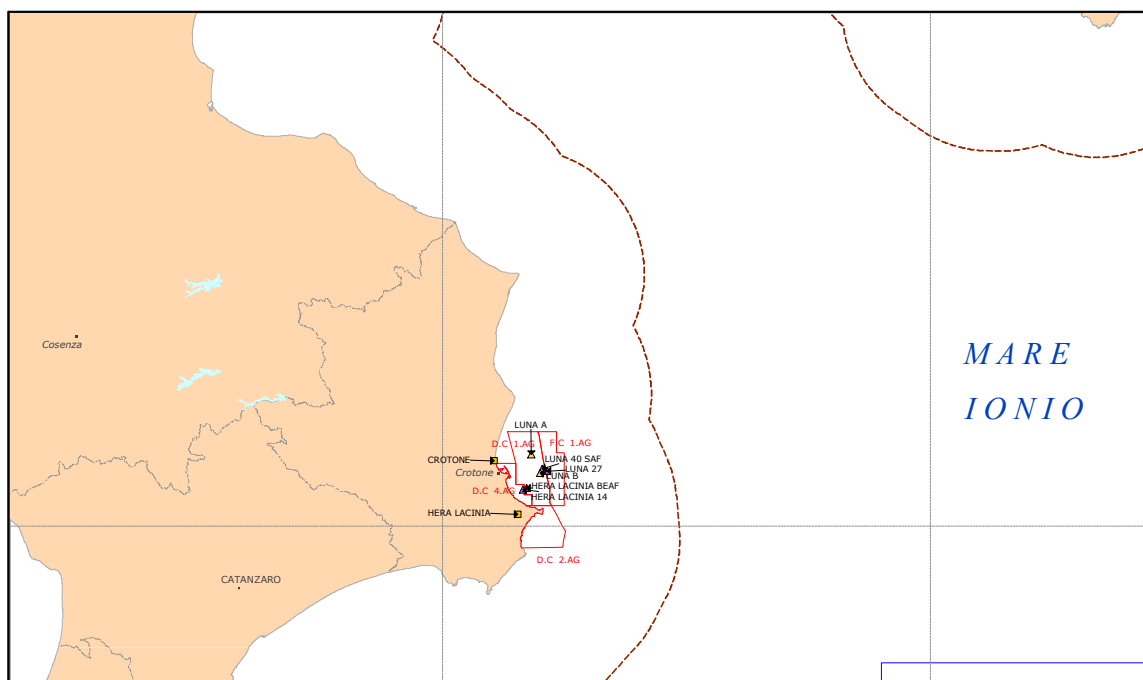 MARE
Cosenza
IONIO
LUNA A
D.C 1.AG
F.C 1.AG
CROTONE
LUNA 40 SAF
LUNA 27
Crotone
LUNA B
HERA LACINIA BEAF
D.C 4.AG
HERA LACINIA 14
HERA LACINIA
D.C 2.AG
CATANZARO